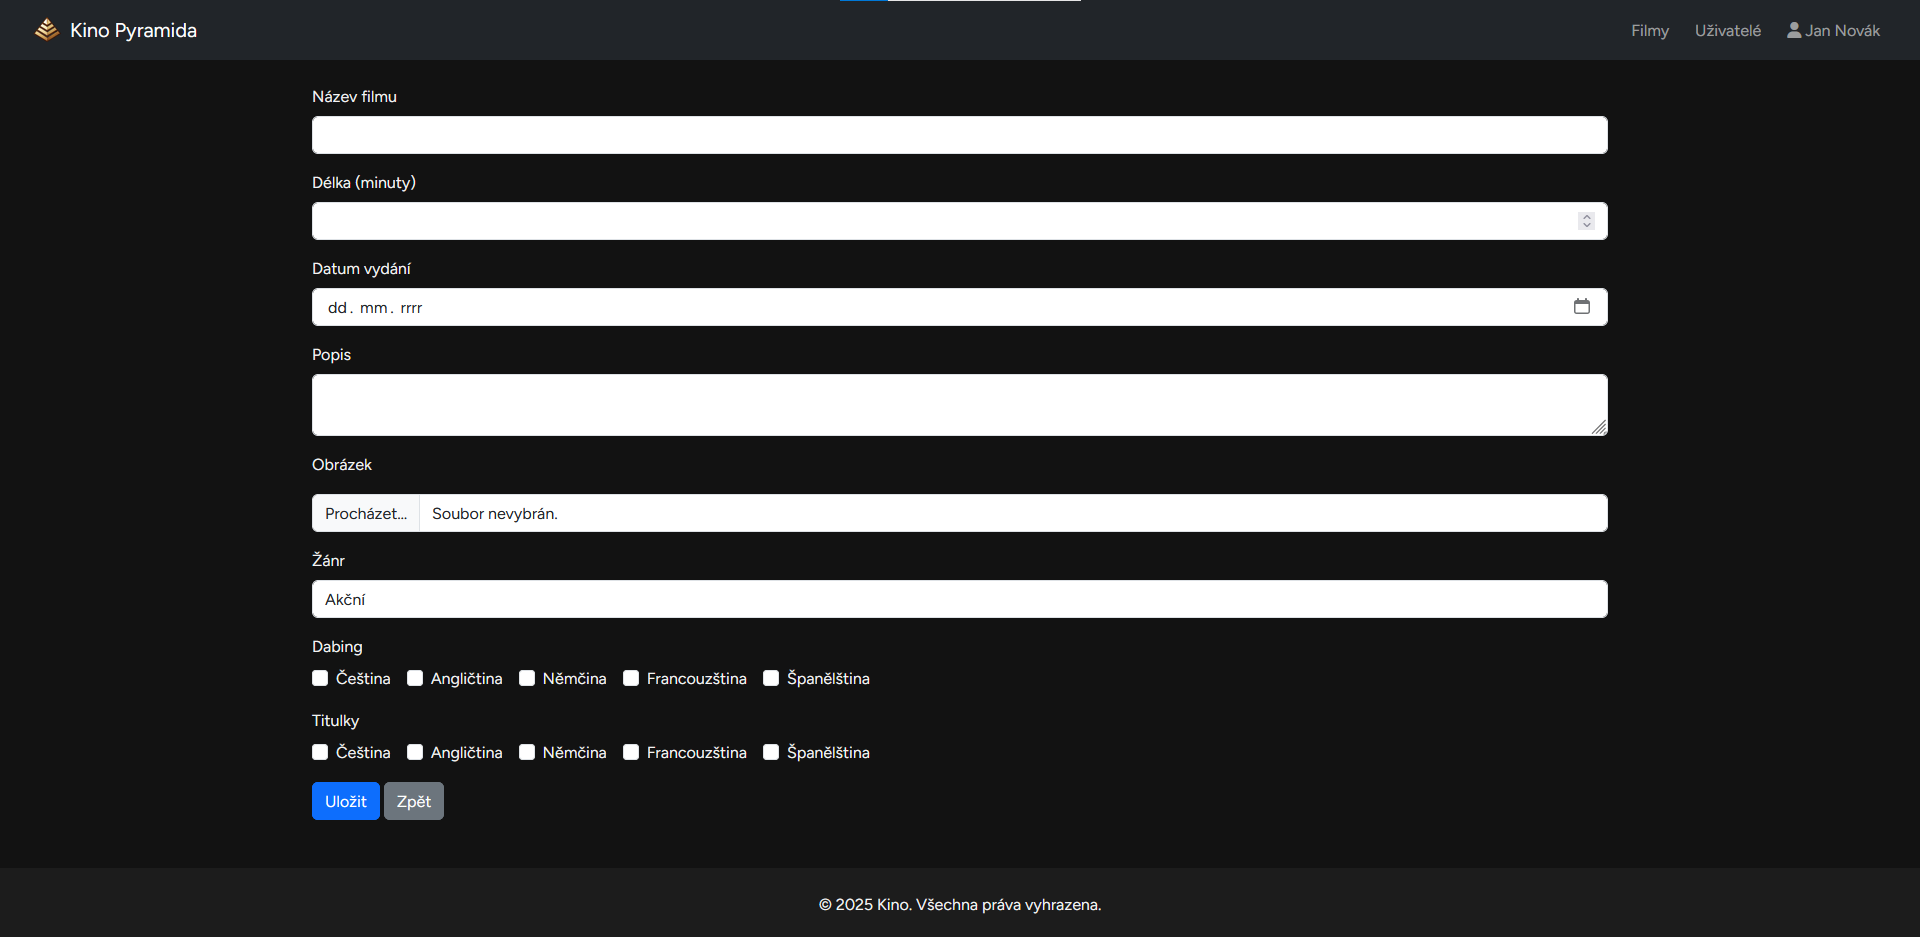 Kino Pyramida Filmy Uživatelé Jan Novák
Název filmu
Délka (minuty)
Datum vydání
dd. mm. rrrr
Popis
Obrázek
Procházet... Soubor nevybrán.
Žánr
Akční
Dabing
Čeština Angličtina Němčina Francouzština Španělština
Titulky
Čeština Angličtina Němčina Francouzština Španělština
Uložit Zpět
© 2025 Kino. Všechna práva vyhrazena.